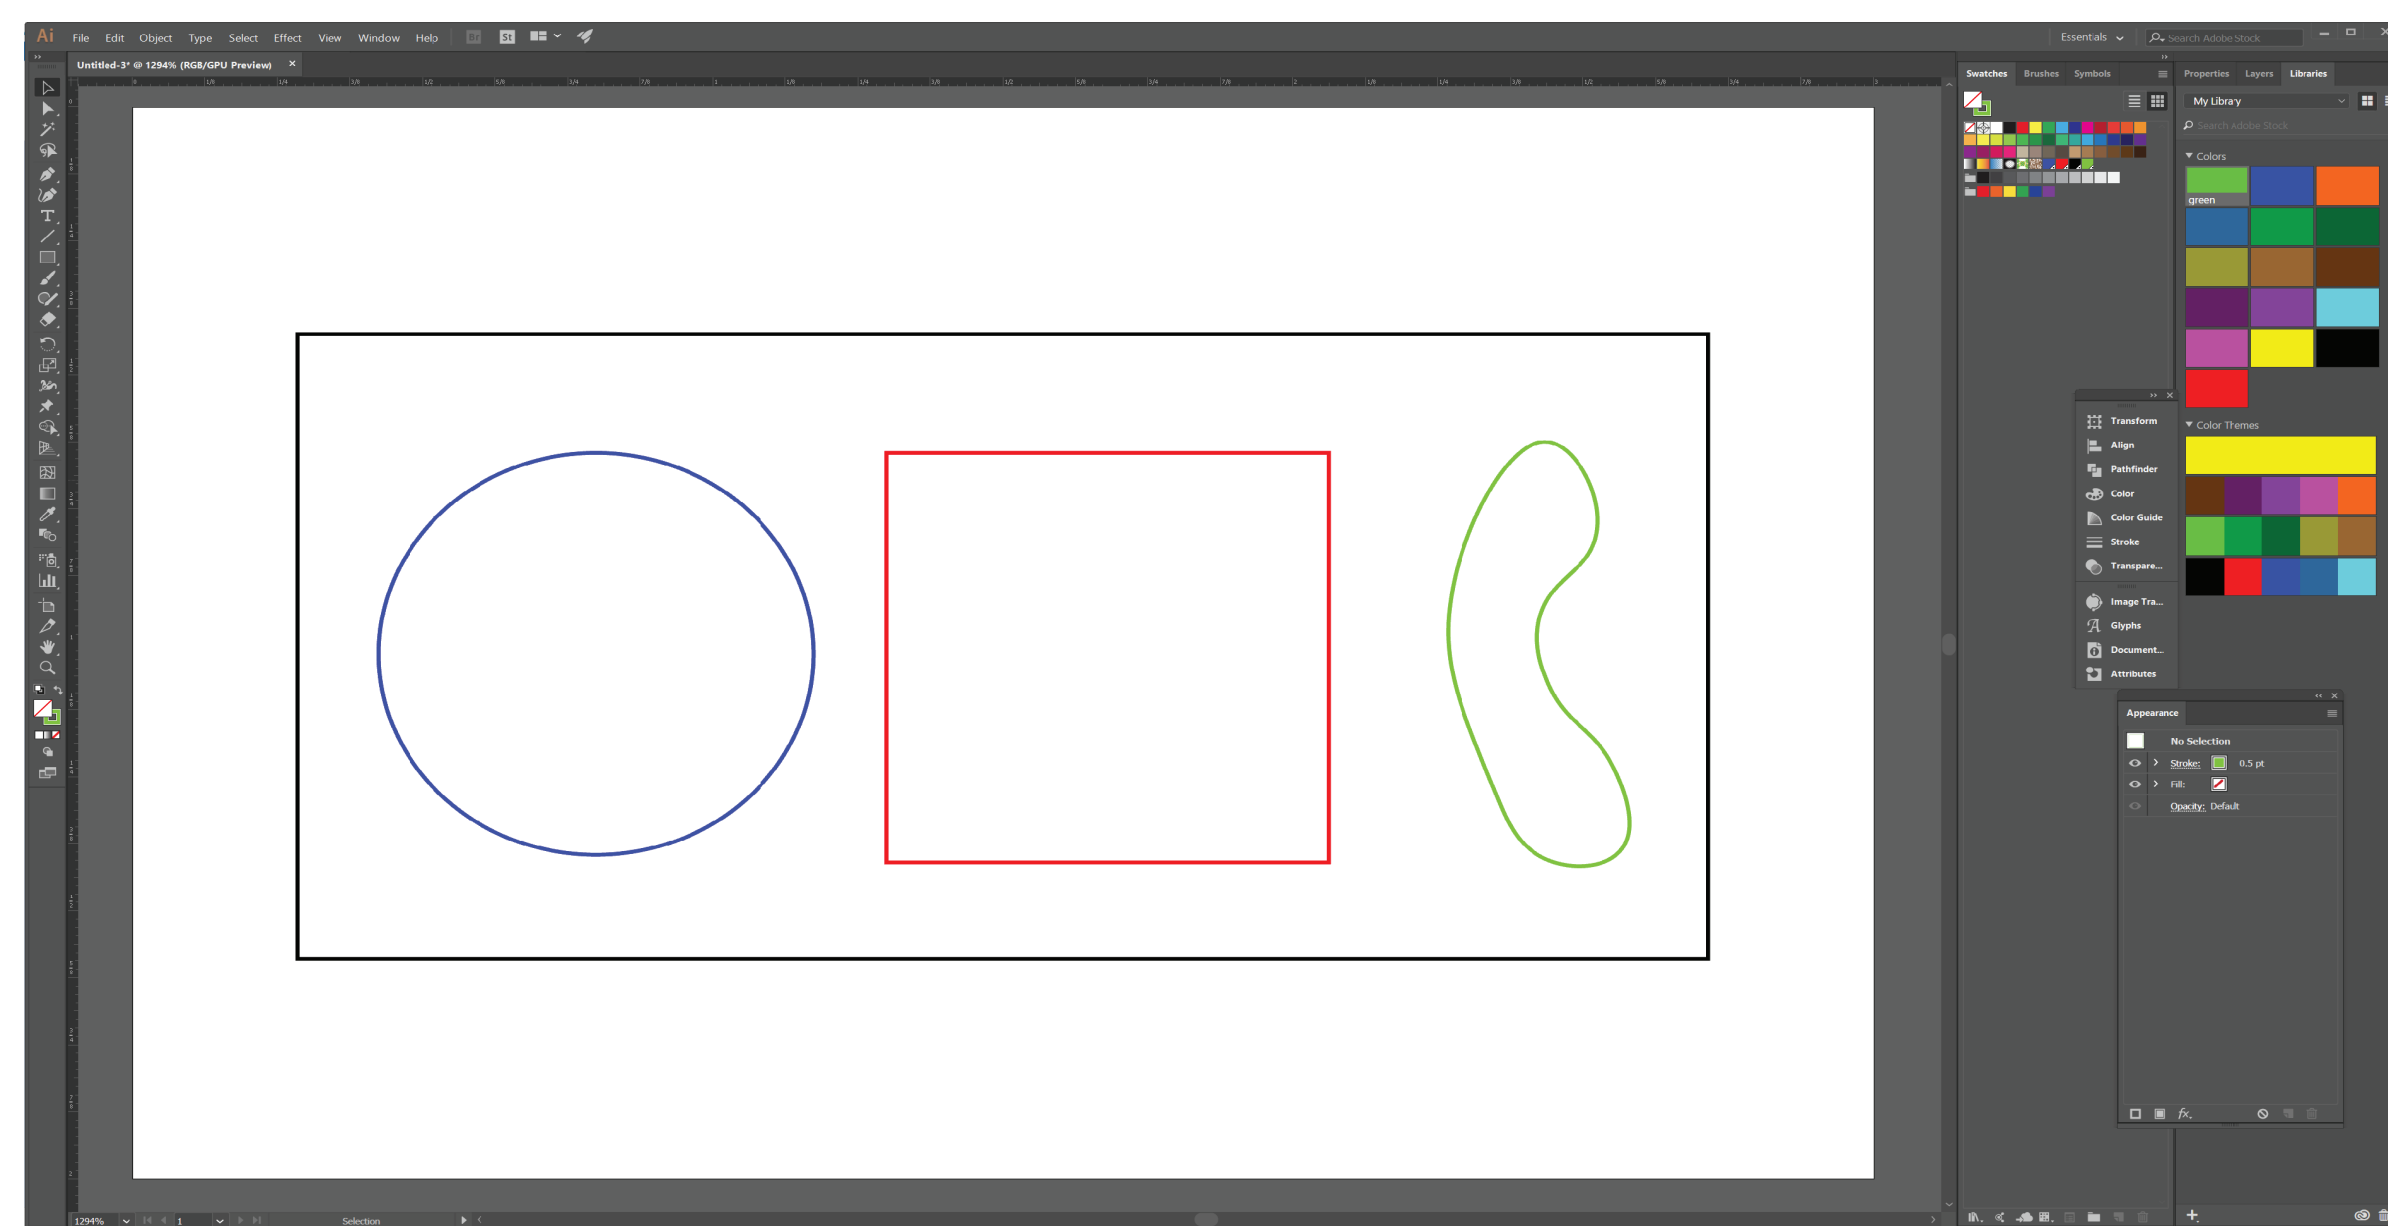 Ai File Edit Object Type Select Effect View Window Help Br St Essentials Search Adobe Stock
Untitled-3* @ 1294% (RGB/GPU Preview)
Swatches Brushes Symbols
Properties Layers Libraries
My Library
Search Adobe Stock
Colors
green
Transform
Align
Pathfinder
Color
Color Guide
Stroke
Transpare...
Image Tra...
Glyphs
Document...
Attributes
Color Themes
Appearance
No Selection
Stroke: 0.5 pt
Fill:
Opacity: Default
fx.
1294% 1 Selection